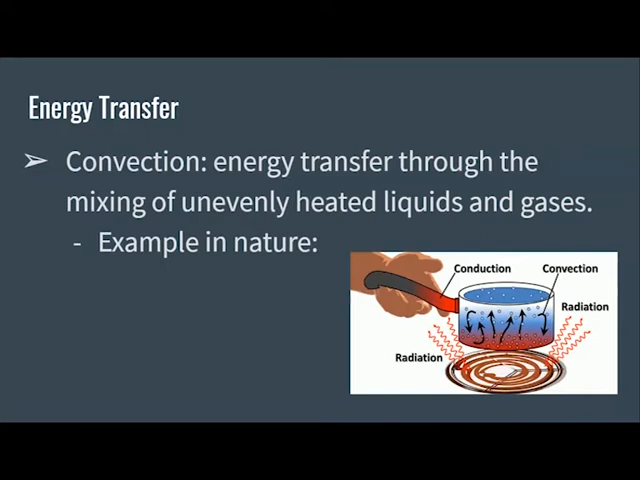 Energy Transfer
➢ Convection: energy transfer through the
mixing of unevenly heated liquids and gases.
- Example in nature:
Conduction
Convection
Radiation
Radiation